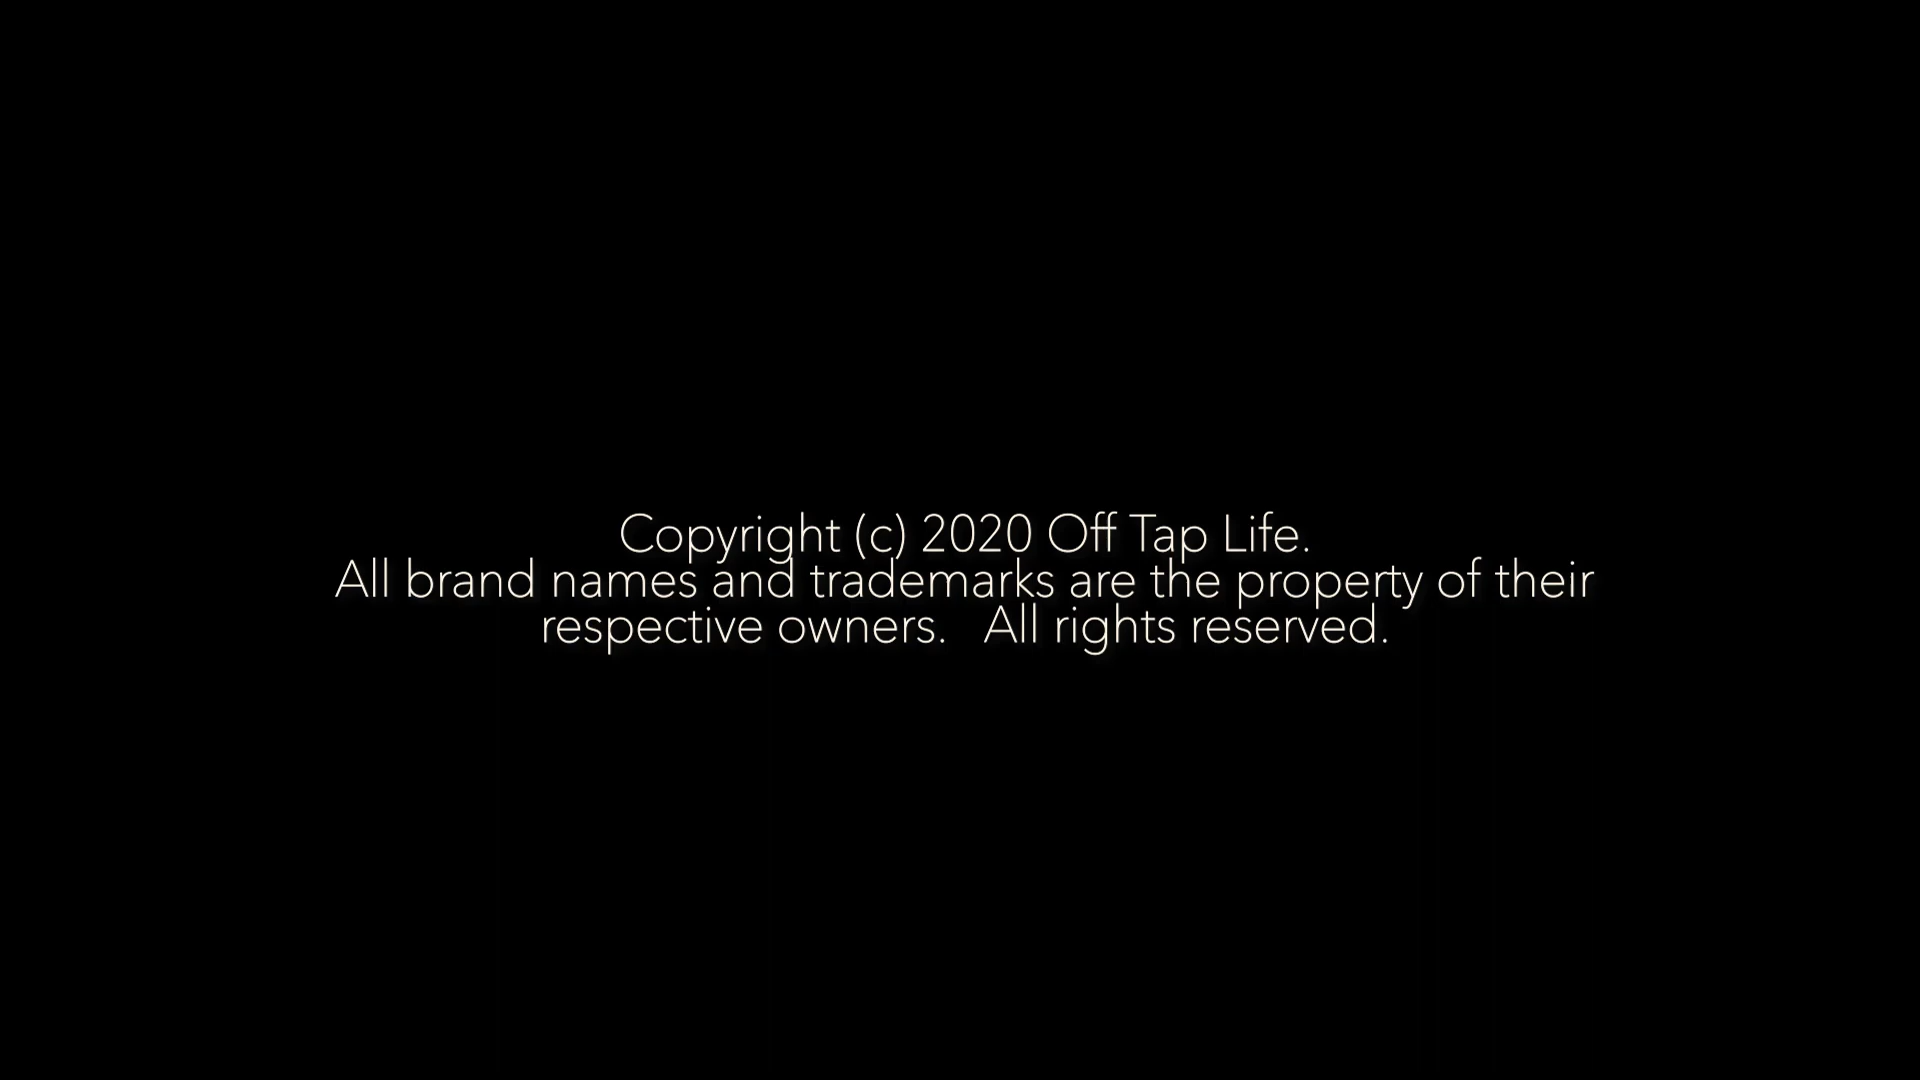 Copyright (c) 2020 Off Tap Life.
All brand names and trademarks are the property of their
respective owners.   All rights reserved.